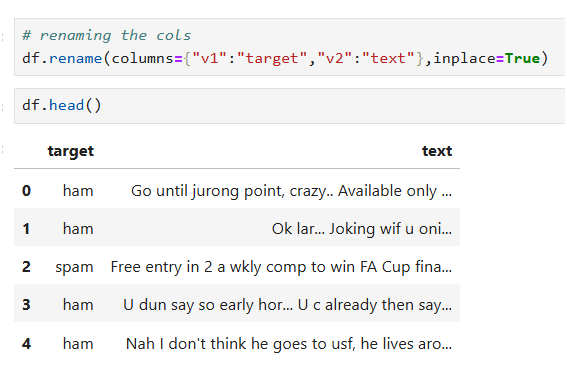 # renaming the cols
df.rename(columns={"v1":"target","v2":"text"},inplace=True)
df.head()
target text
0 ham Go until jurong point, crazy.. Available only ...
1 ham Ok lar... Joking wif u oni...
2 spam Free entry in 2 a wkly comp to win FA Cup fina...
3 ham U dun say so early hor... U c already then say...
4 ham Nah I don't think he goes to usf, he lives aro...